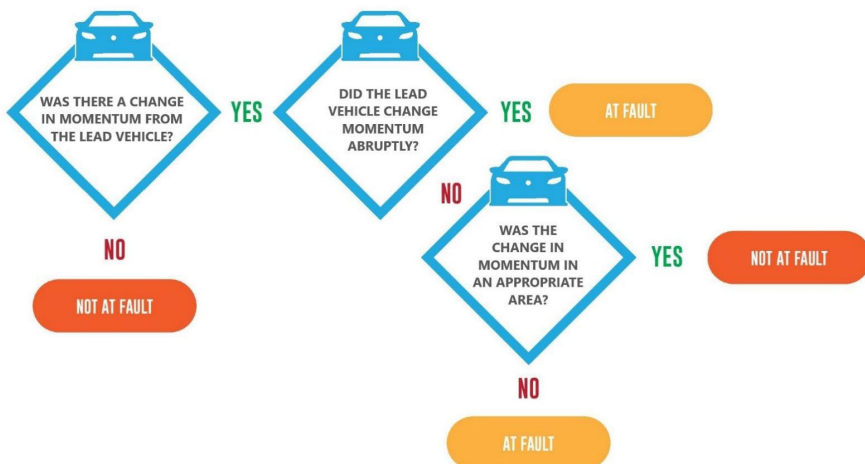 WAS THERE A CHANGE
IN MOMENTUM FROM
THE LEAD VEHICLE?
YES
DID THE LEAD
VEHICLE CHANGE
MOMENTUM
ABRUPTLY?
YES
AT FAULT
NO
NOT AT FAULT
NO
WAS THE
CHANGE IN
MOMENTUM IN
AN APPROPRIATE
AREA?
YES
NOT AT FAULT
NO
AT FAULT